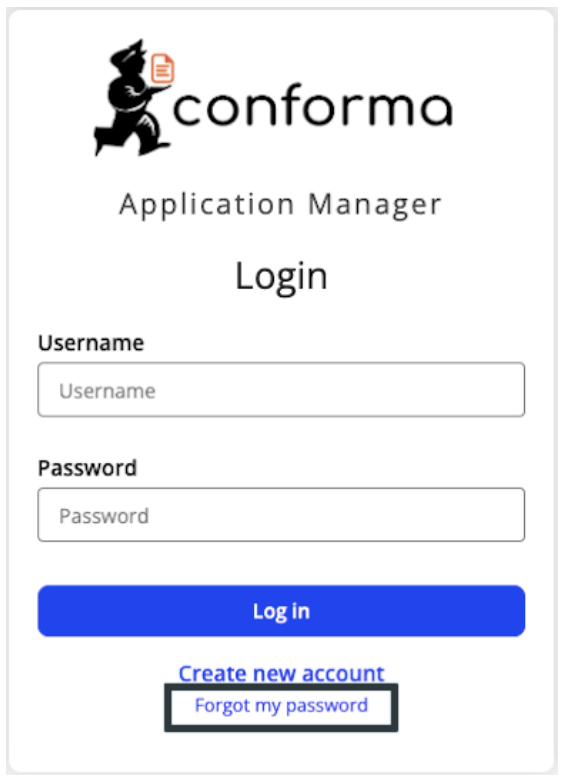 conforma
Application Manager
Login
Username
Username
Password
Password
Log in
Create new account
Forgot my password